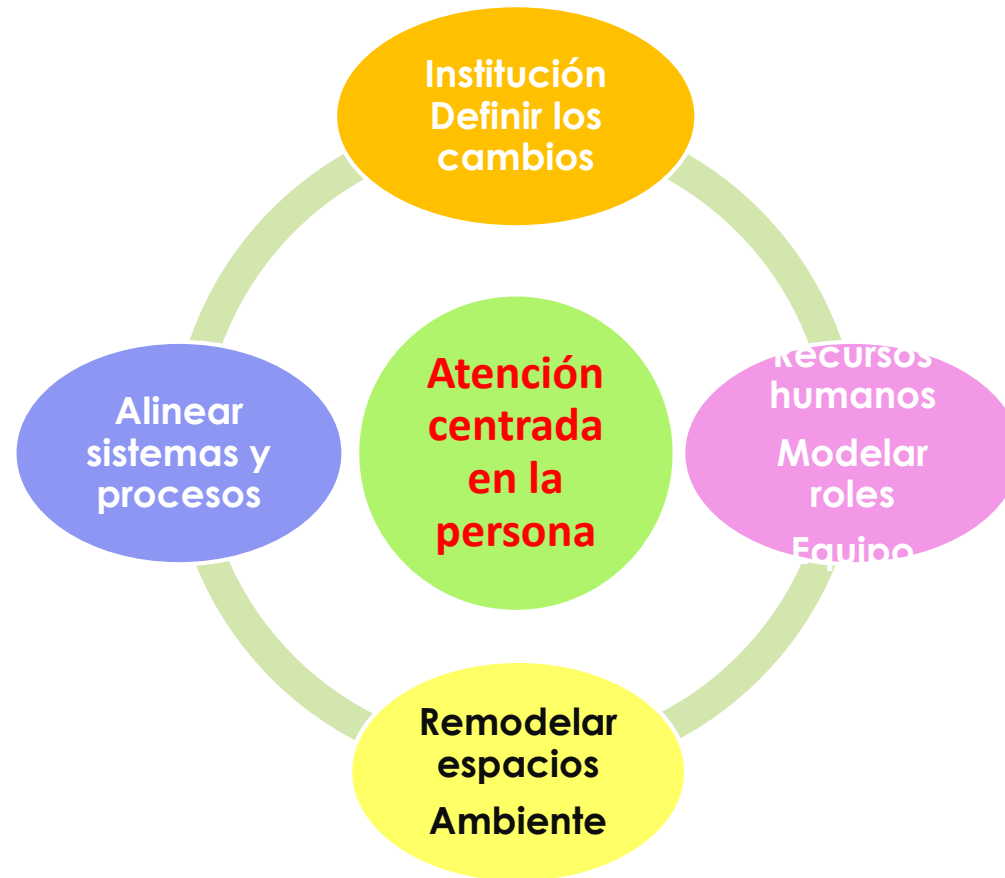 Institución
Definir los
cambios
Atención
centrada
en la
persona
Alinear
sistemas y
procesos
Recursos
humanos
Modelar
roles
Equipo
Remodelar
espacios
Ambiente